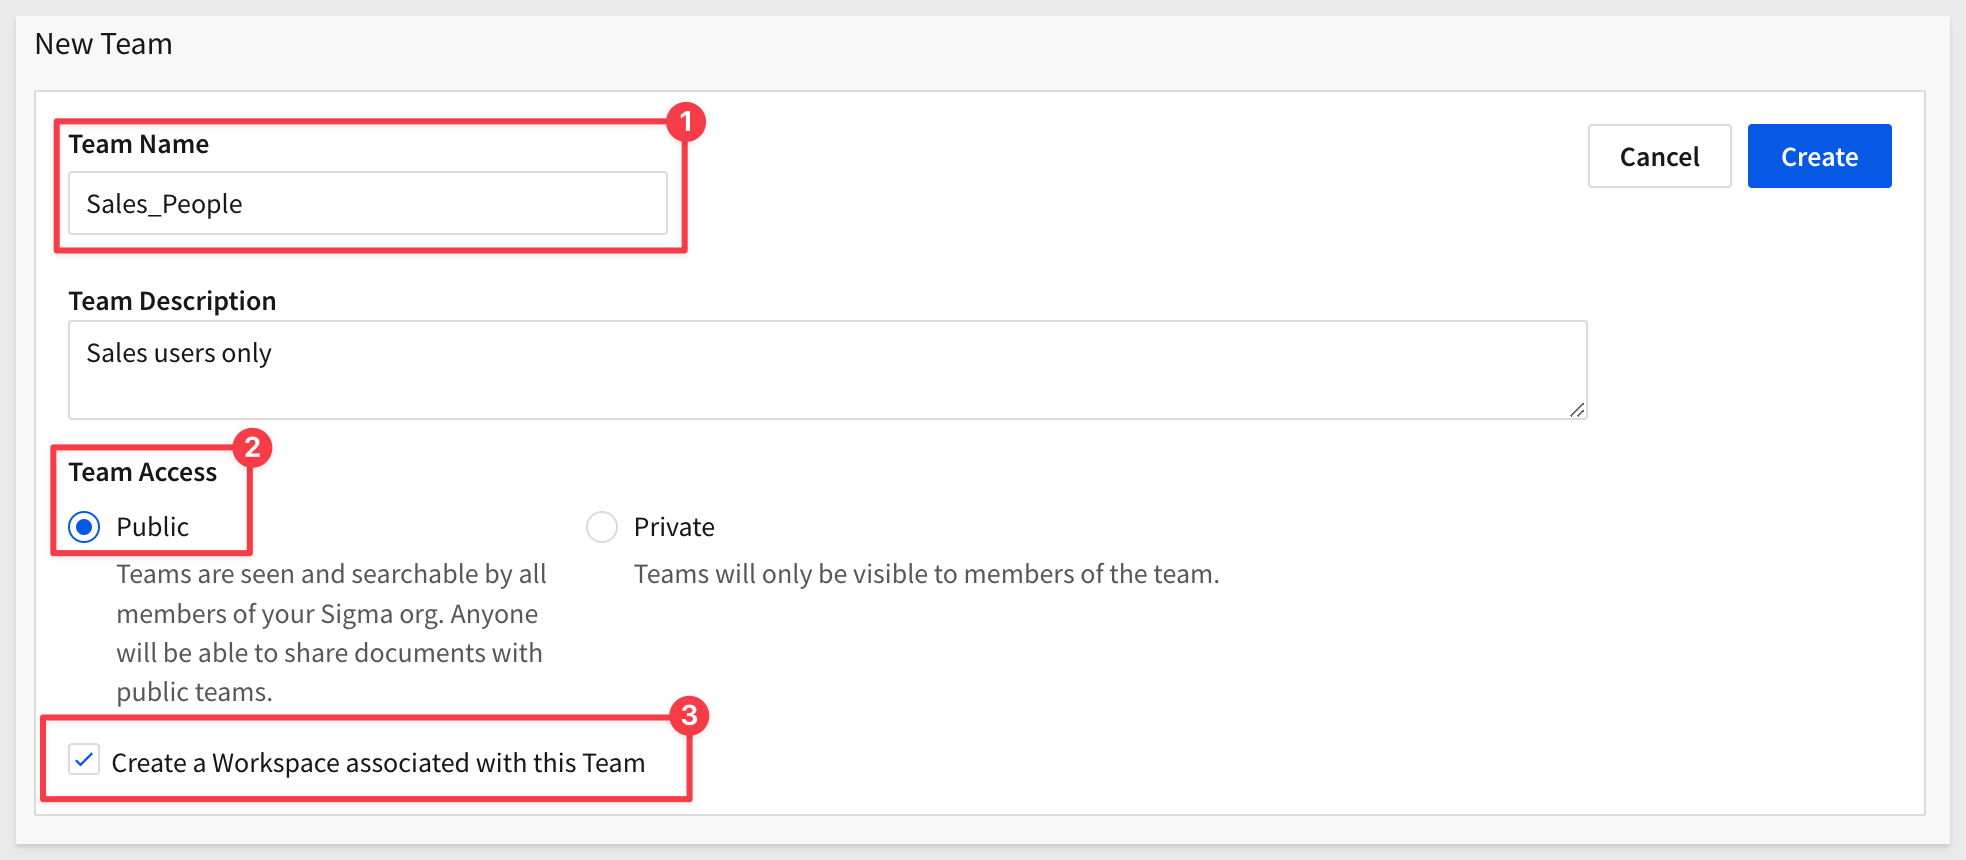 New Team
1
Team Name
Cancel
Create
Sales_People
Team Description
Sales users only
2
Team Access
Public
Private
Teams are seen and searchable by all
members of your Sigma org. Anyone
will be able to share documents with
public teams.
Teams will only be visible to members of the team.
3
Create a Workspace associated with this Team